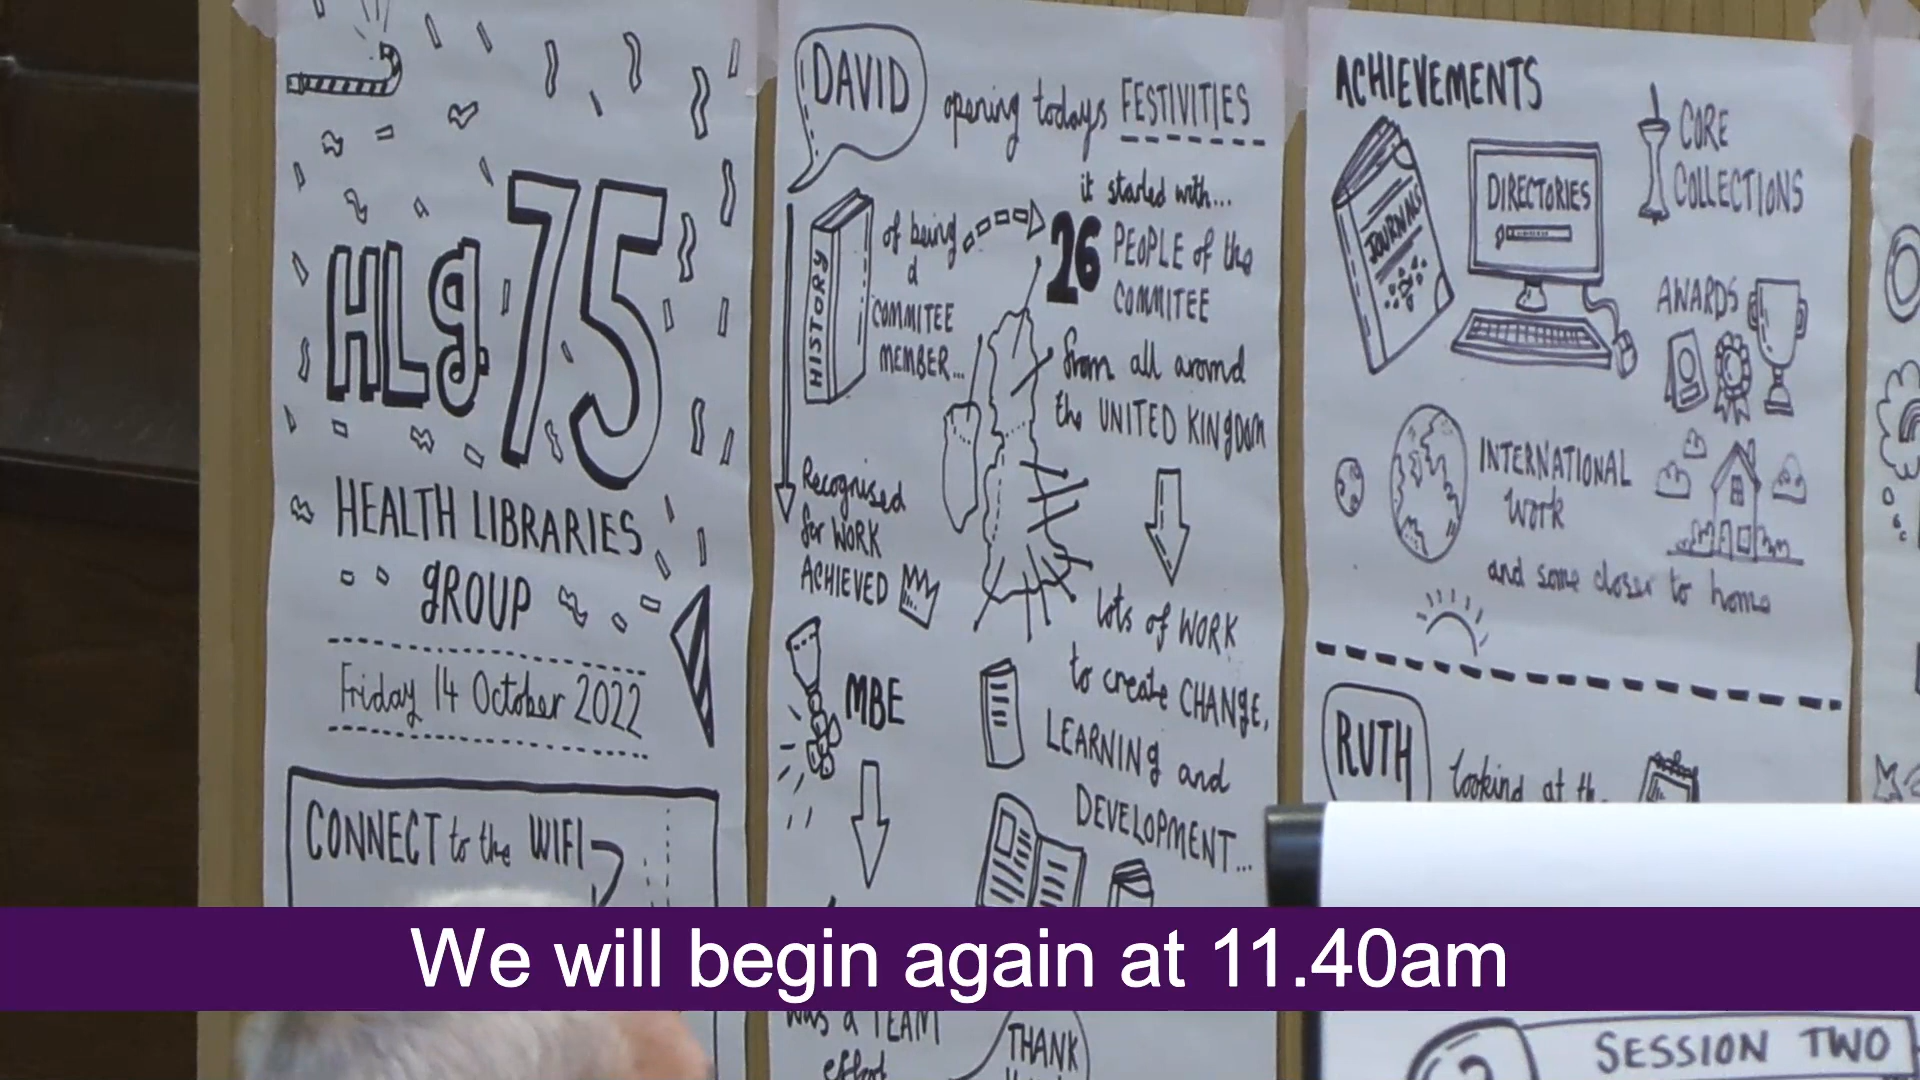 HLg. 75
HEALTH LIBRARIES
gROUP
Friday 14 October 2022
CONNECT to the WIFI
DAVID
opening todays FESTIVITIES
HISTORY
of being
a
COMMITEE
MEMBER...
it started with...
26 PEOPLE of the
COMMITEE
from all around
the UNITED KINgDOM
Recognised
for WORK
ACHIEVED
MBE
lots of WORK
to create CHANgE,
LEARNINg and
DEVELOPMENT...
was a TEAM
effort
THANK
ACHIEVEMENTS
JOURNALS
DIRECTORIES
CORE
COLLECTIONS
AWARDS
INTERNATIONAL
work
and some closer to home
RUTH
looking at the
We will begin again at 11.40am
2
SESSION TWO